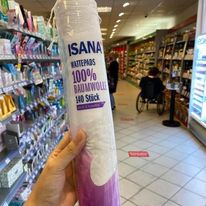 ISANA
WATTEPADS
100%
BAUMWOLLE
140 Stück